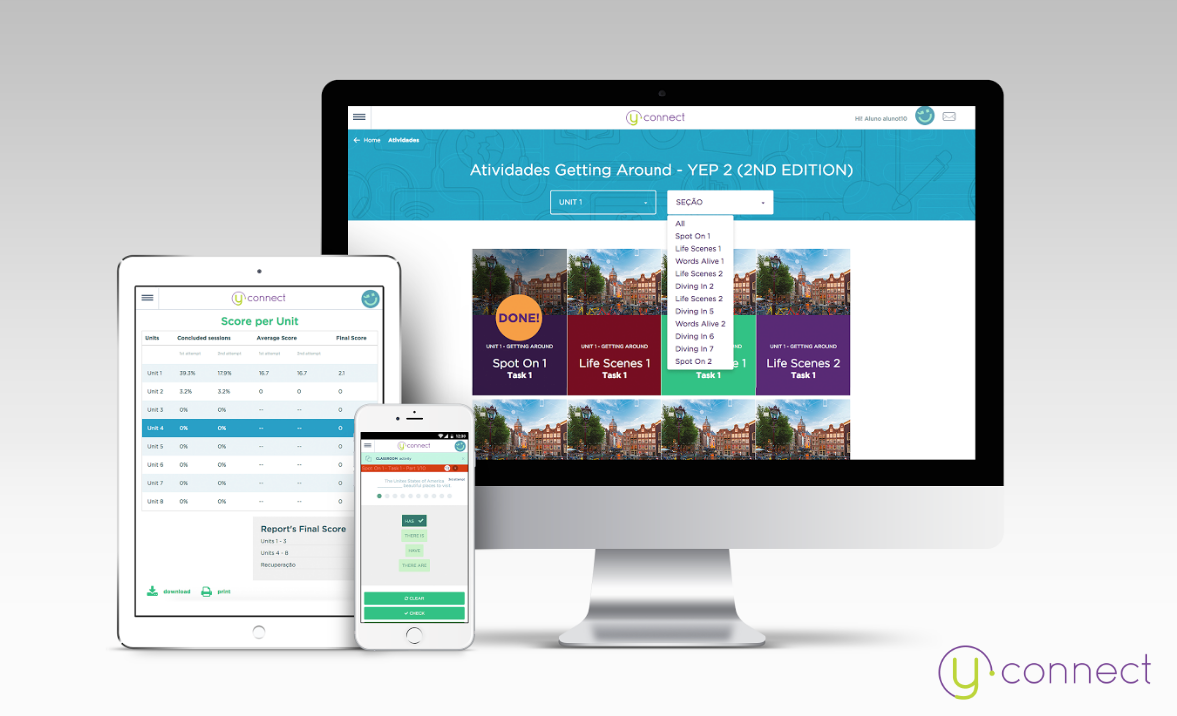 y connect
Hi! Aluno aluno110
Home Atividades
Atividades Getting Around - YEP 2 (2ND EDITION)
UNIT 1
SEÇÃO
All
Spot On 1
Life Scenes 1
Words Alive 1
Life Scenes 2
Diving In 2
Life Scenes 2
Diving In 5
Words Alive 2
Diving In 6
Diving In 7
Spot On 2
DONE!
UNIT 1 - GETTING AROUND
Spot On 1
Task 1
UNIT 1 - GETTING AROUND
Life Scenes 1
Task 1
e 1
Task 1
UNIT 1 - GETTING AROUND
Life Scenes 2
Task 1
y connect
Score per Unit
Units Concluded sessions Average Score Final Score
1st attempt 2nd attempt 1st attempt 2nd attempt
Unit 1 39.3% 17.9% 16.7 16.7 2.1
Unit 2 3.2% 3.2% 0 0 0
Unit 3 0% 0% -- -- 0
Unit 4 0% 0% -- -- 0
Unit 5 0% 0% -- -- 0
Unit 6 0% 0% -- -- 0
Unit 7 0% 0% -- -- 0
Unit 8 0% 0% -- -- 0
Report's Final Score
Units 1 - 3
Units 4 - 8
Recuperação
download print
y connect
CLASSROOM activity
Spot On 1 - Task 1 - Part 1/10
The United States of America
beautiful places to visit.
HAS
THERE IS
HAVE
THERE ARE
CLEAN
CHECK
y connect